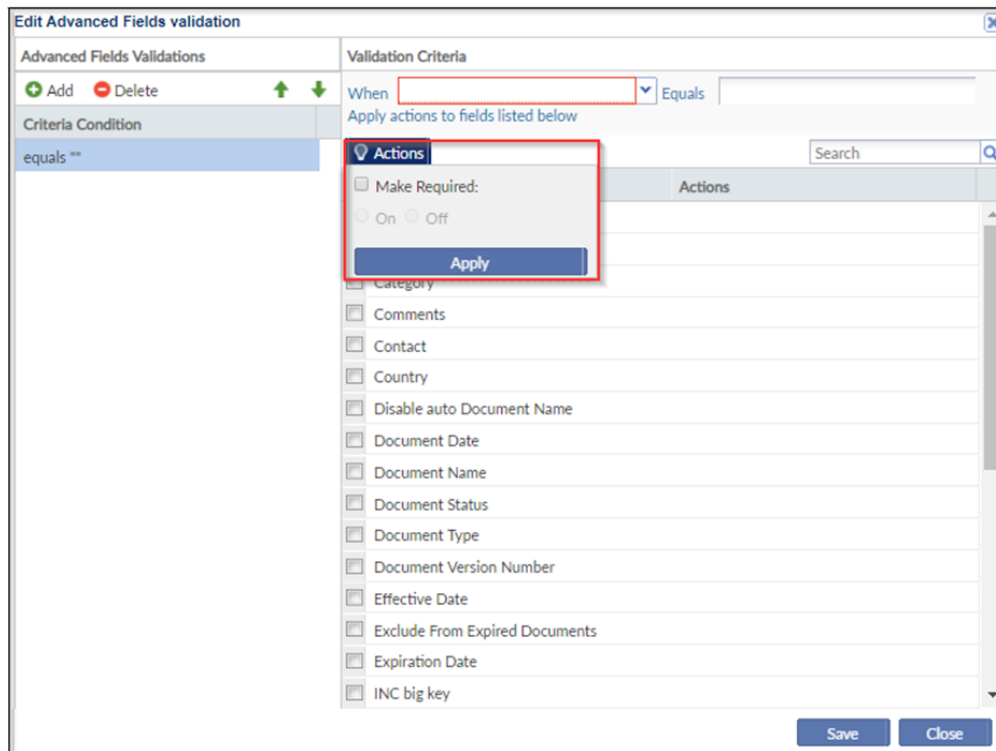 Edit Advanced Fields validation
Advanced Fields Validations
Validation Criteria
Add Delete
When Equals
Apply actions to fields listed below
Criteria Condition
equals ""
Actions
Search
Make Required:
Actions
On Off
Apply
Category
Comments
Contact
Country
Disable auto Document Name
Document Date
Document Name
Document Status
Document Type
Document Version Number
Effective Date
Exclude From Expired Documents
Expiration Date
INC big key
Save Close